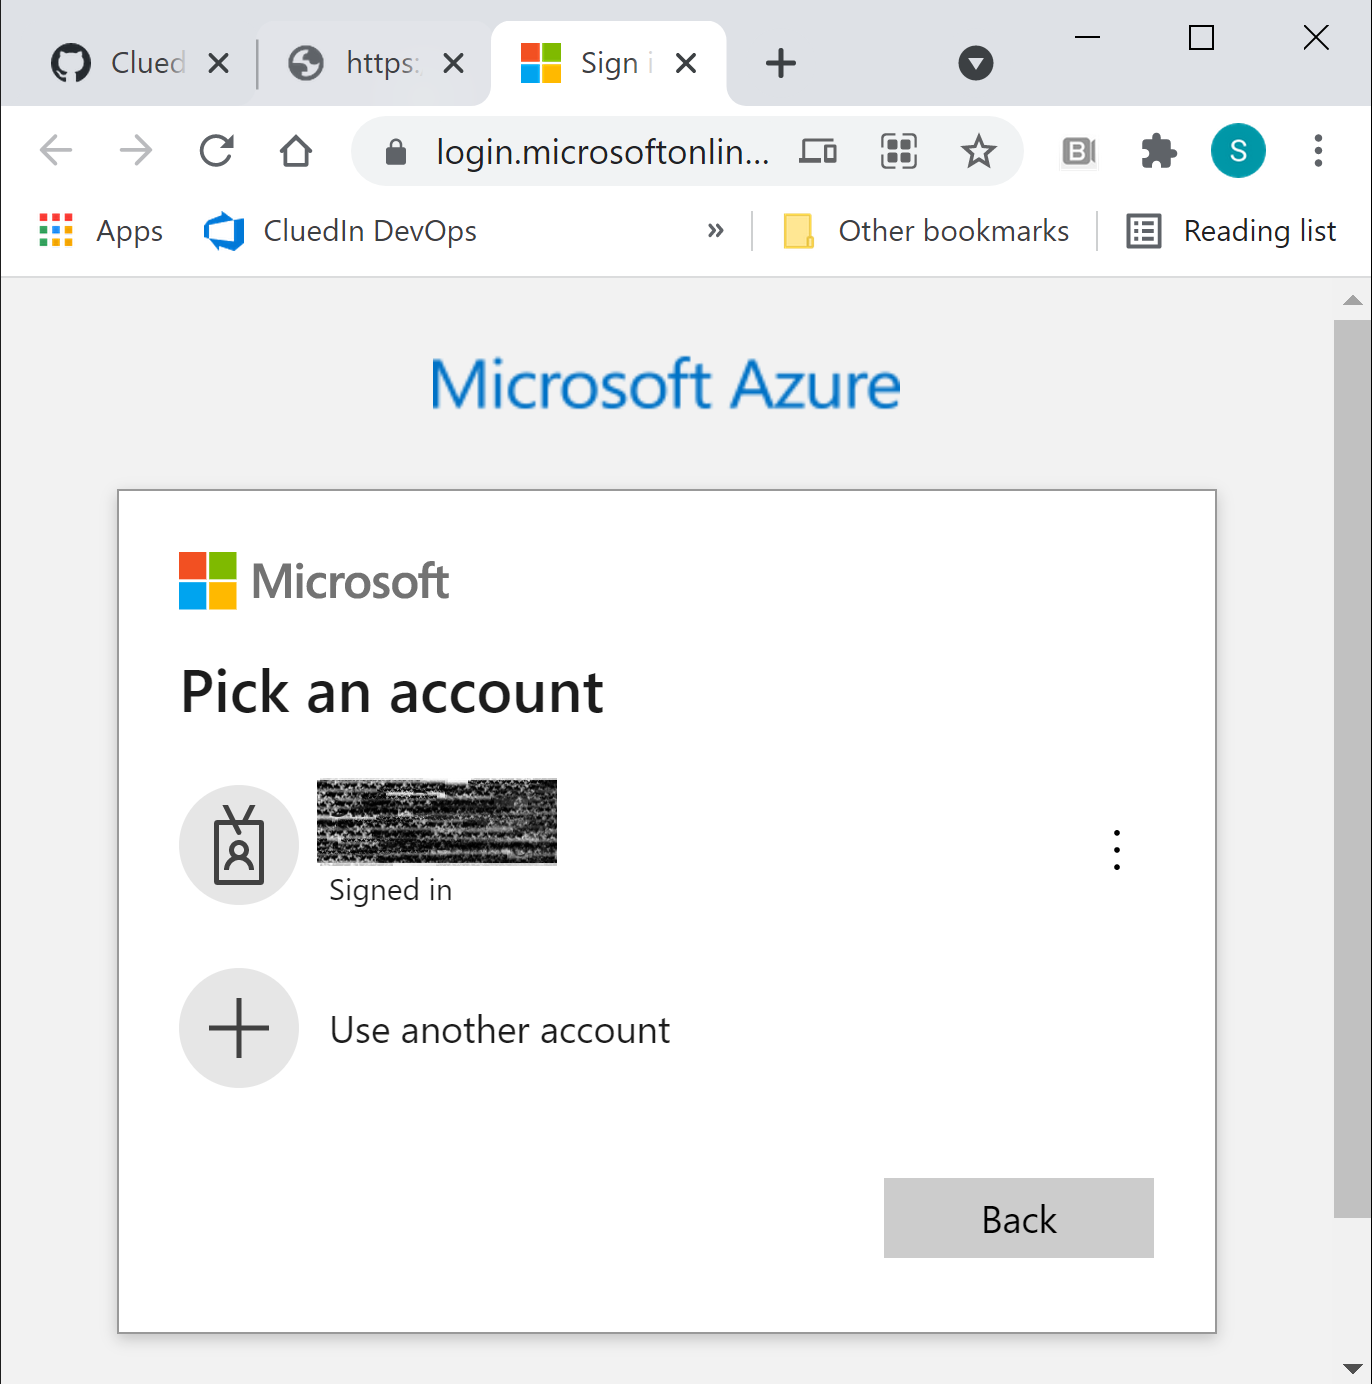 Clued
https:
Sign i
login.microsoftonlin...
B
S
Apps
CluedIn DevOps
»
Other bookmarks
Reading list
Microsoft Azure
Microsoft
Pick an account
Signed in
Use another account
Back